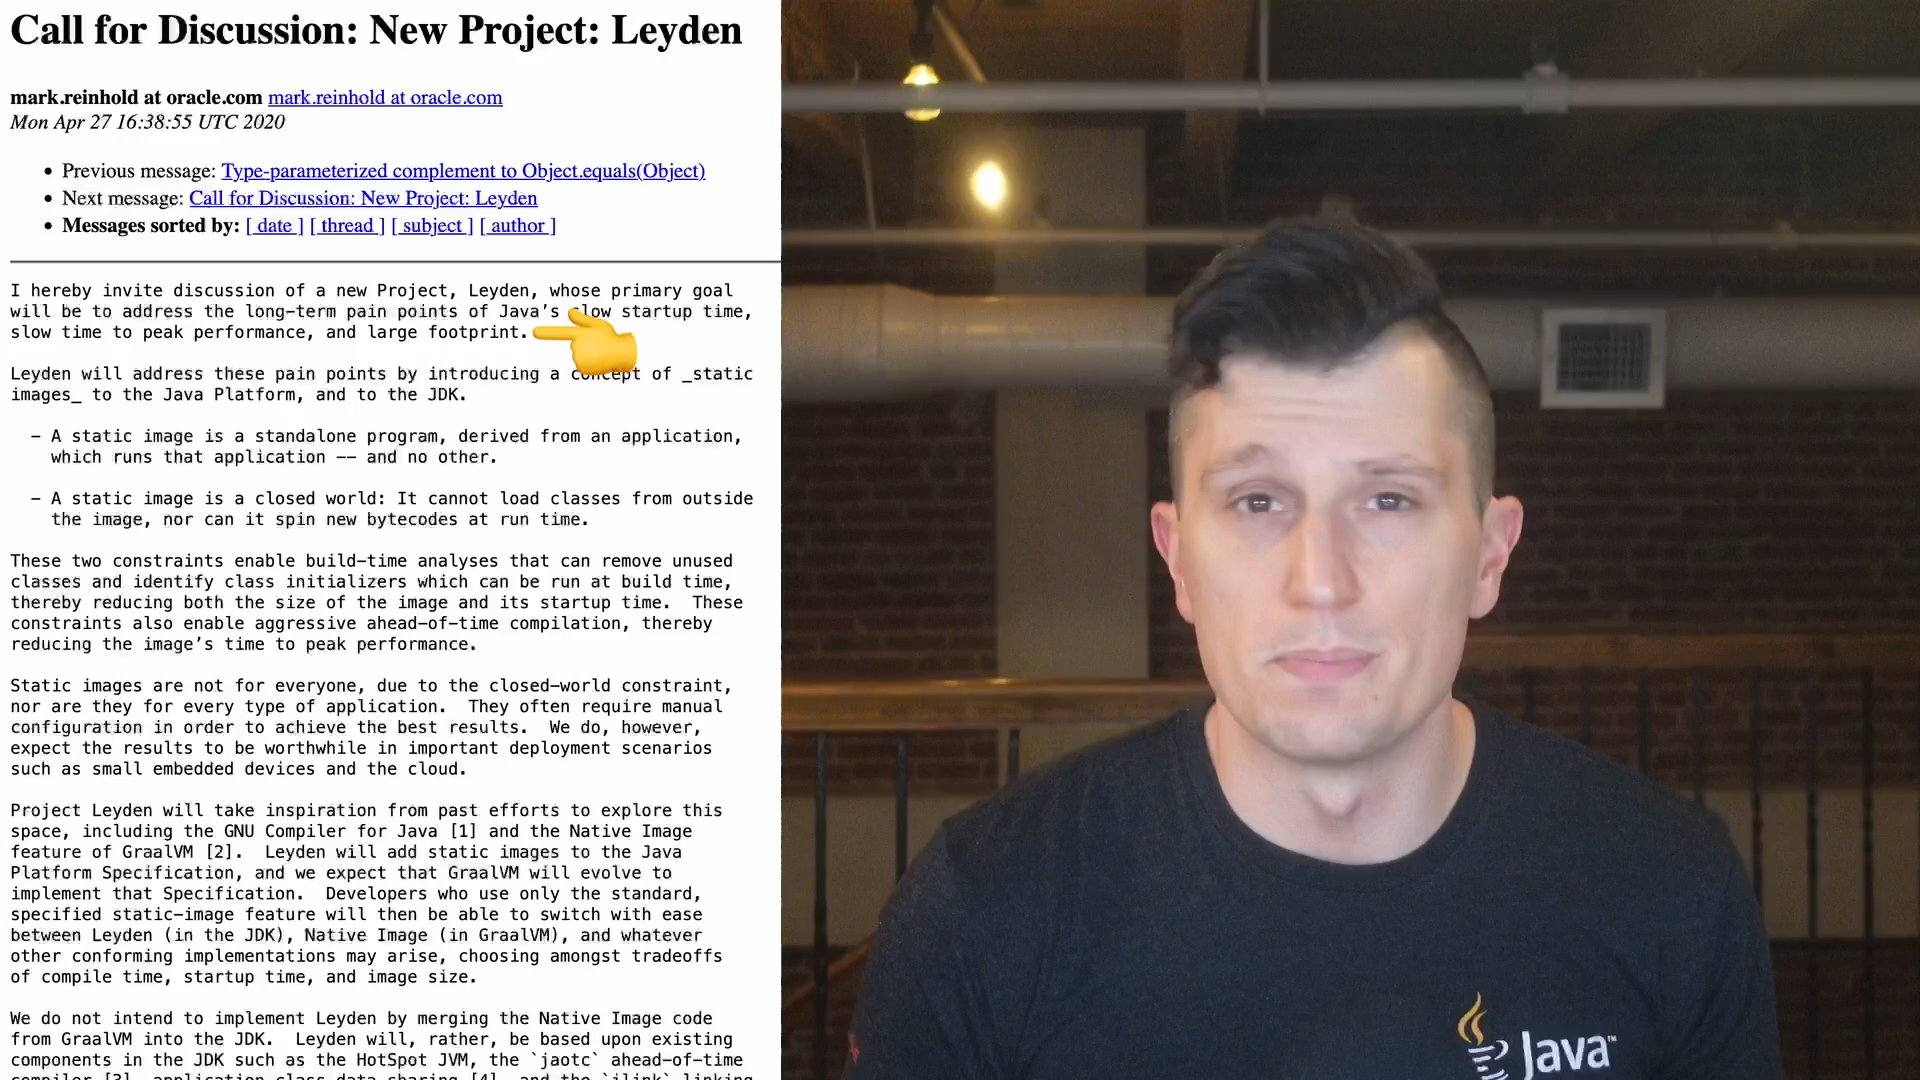 Call for Discussion: New Project: Leyden
mark.reinhold at oracle.com mark.reinhold at oracle.com
Mon Apr 27 16:38:55 UTC 2020
• Previous message: Type-parameterized complement to Object.equals(Object)
• Next message: Call for Discussion: New Project: Leyden
• Messages sorted by: [ date ] [ thread ] [ subject ] [ author ]
I hereby invite discussion of a new Project, Leyden, whose primary goal
will be to address the long-term pain points of Java’s slow startup time,
slow time to peak performance, and large footprint.
Leyden will address these pain points by introducing a concept of _static
images_ to the Java Platform, and to the JDK.
– A static image is a standalone program, derived from an application,
which runs that application –– and no other.
– A static image is a closed world: It cannot load classes from outside
the image, nor can it spin new bytecodes at run time.
These two constraints enable build-time analyses that can remove unused
classes and identify class initializers which can be run at build time,
thereby reducing both the size of the image and its startup time.  These
constraints also enable aggressive ahead-of-time compilation, thereby
reducing the image’s time to peak performance.
Static images are not for everyone, due to the closed-world constraint,
nor are they for every type of application.  They often require manual
configuration in order to achieve the best results.  We do, however,
expect the results to be worthwhile in important deployment scenarios
such as small embedded devices and the cloud.
Project Leyden will take inspiration from past efforts to explore this
space, including the GNU Compiler for Java [1] and the Native Image
feature of GraalVM [2].  Leyden will add static images to the Java
Platform Specification, and we expect that GraalVM will evolve to
implement that Specification.  Developers who use only the standard,
specified static-image feature will then be able to switch with ease
between Leyden (in the JDK), Native Image (in GraalVM), and whatever
other conforming implementations may arise, choosing amongst tradeoffs
of compile time, startup time, and image size.
We do not intend to implement Leyden by merging the Native Image code
from GraalVM into the JDK.  Leyden will, rather, be based upon existing
components in the JDK such as the HotSpot JVM, the `jaotc` ahead-of-time
compiler [3], application class-data sharing [4], and the `jlink` linking
Java™